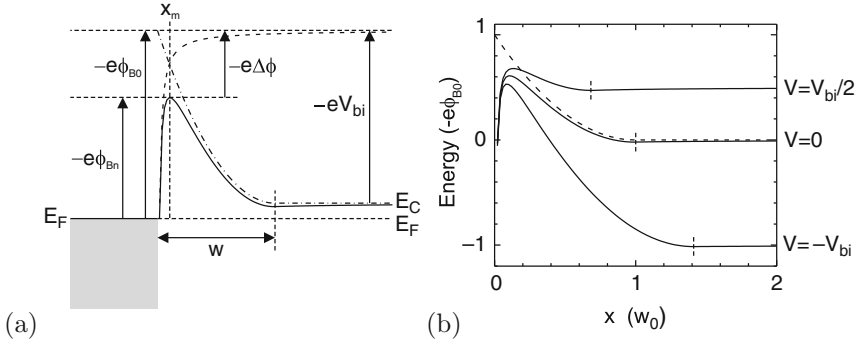 (a)
x_m
−eϕ_B0
−eΔϕ
−eV_bi
−eϕ_Bn
E_F
E_C
E_F
w
(b)
Energy (-eϕ_B0)
1
0
−1
0
1
2
x (w_0)
V=V_bi/2
V=0
V=−V_bi